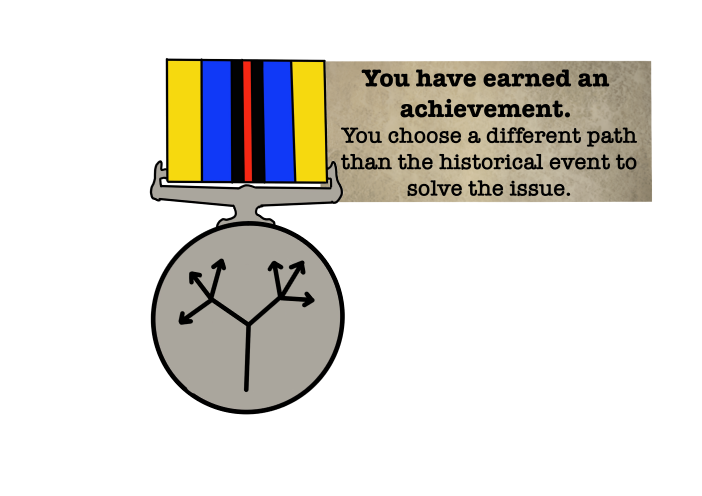 You have earned an
achievement.
You choose a different path
than the historical event to
solve the issue.